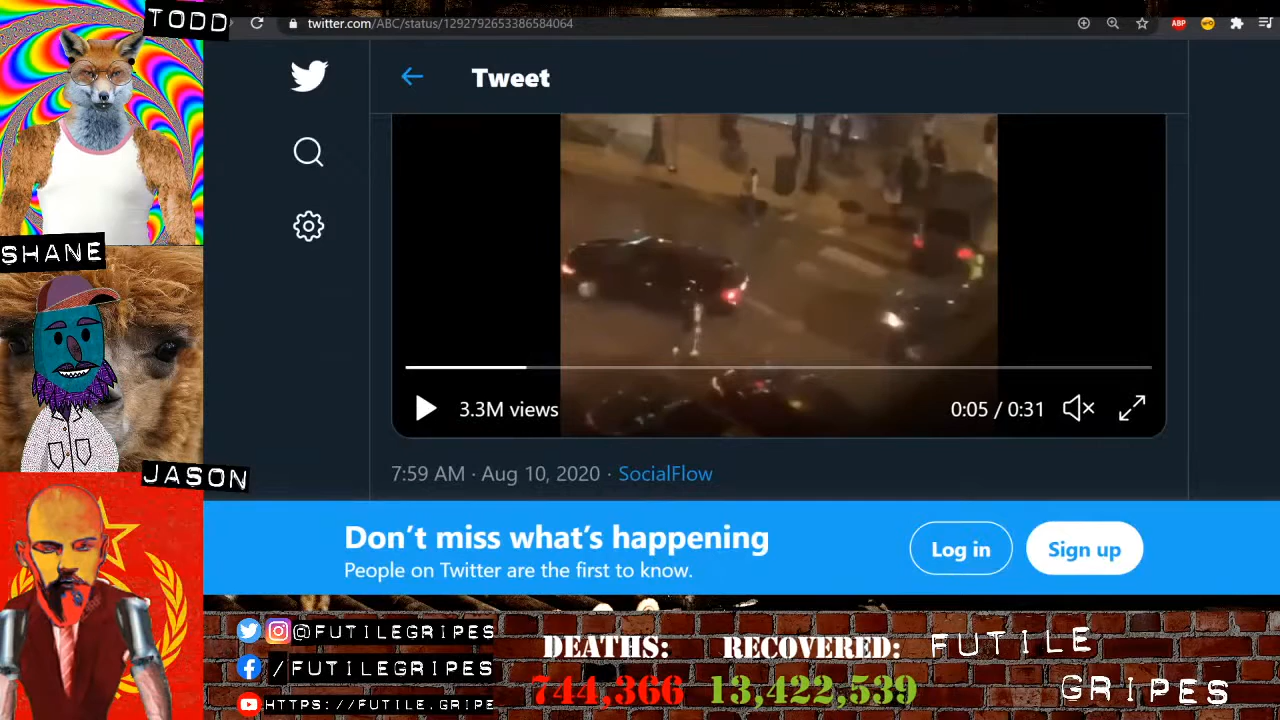 TODD
twitter.com/ABC/status/1292792653386584064
ABP
Tweet
SHANE
3.3M views
0:05 / 0:31
JASON
7:59 AM · Aug 10, 2020 · SocialFlow
Don't miss what's happening
People on Twitter are the first to know.
Log in
Sign up
@FUTILEGRIPES
/FUTILEGRIPES
HTTPS://FUTILE.GRIPE
DEATHS:
744,366
RECOVERED:
13,422,539
FUTILE
GRIPES